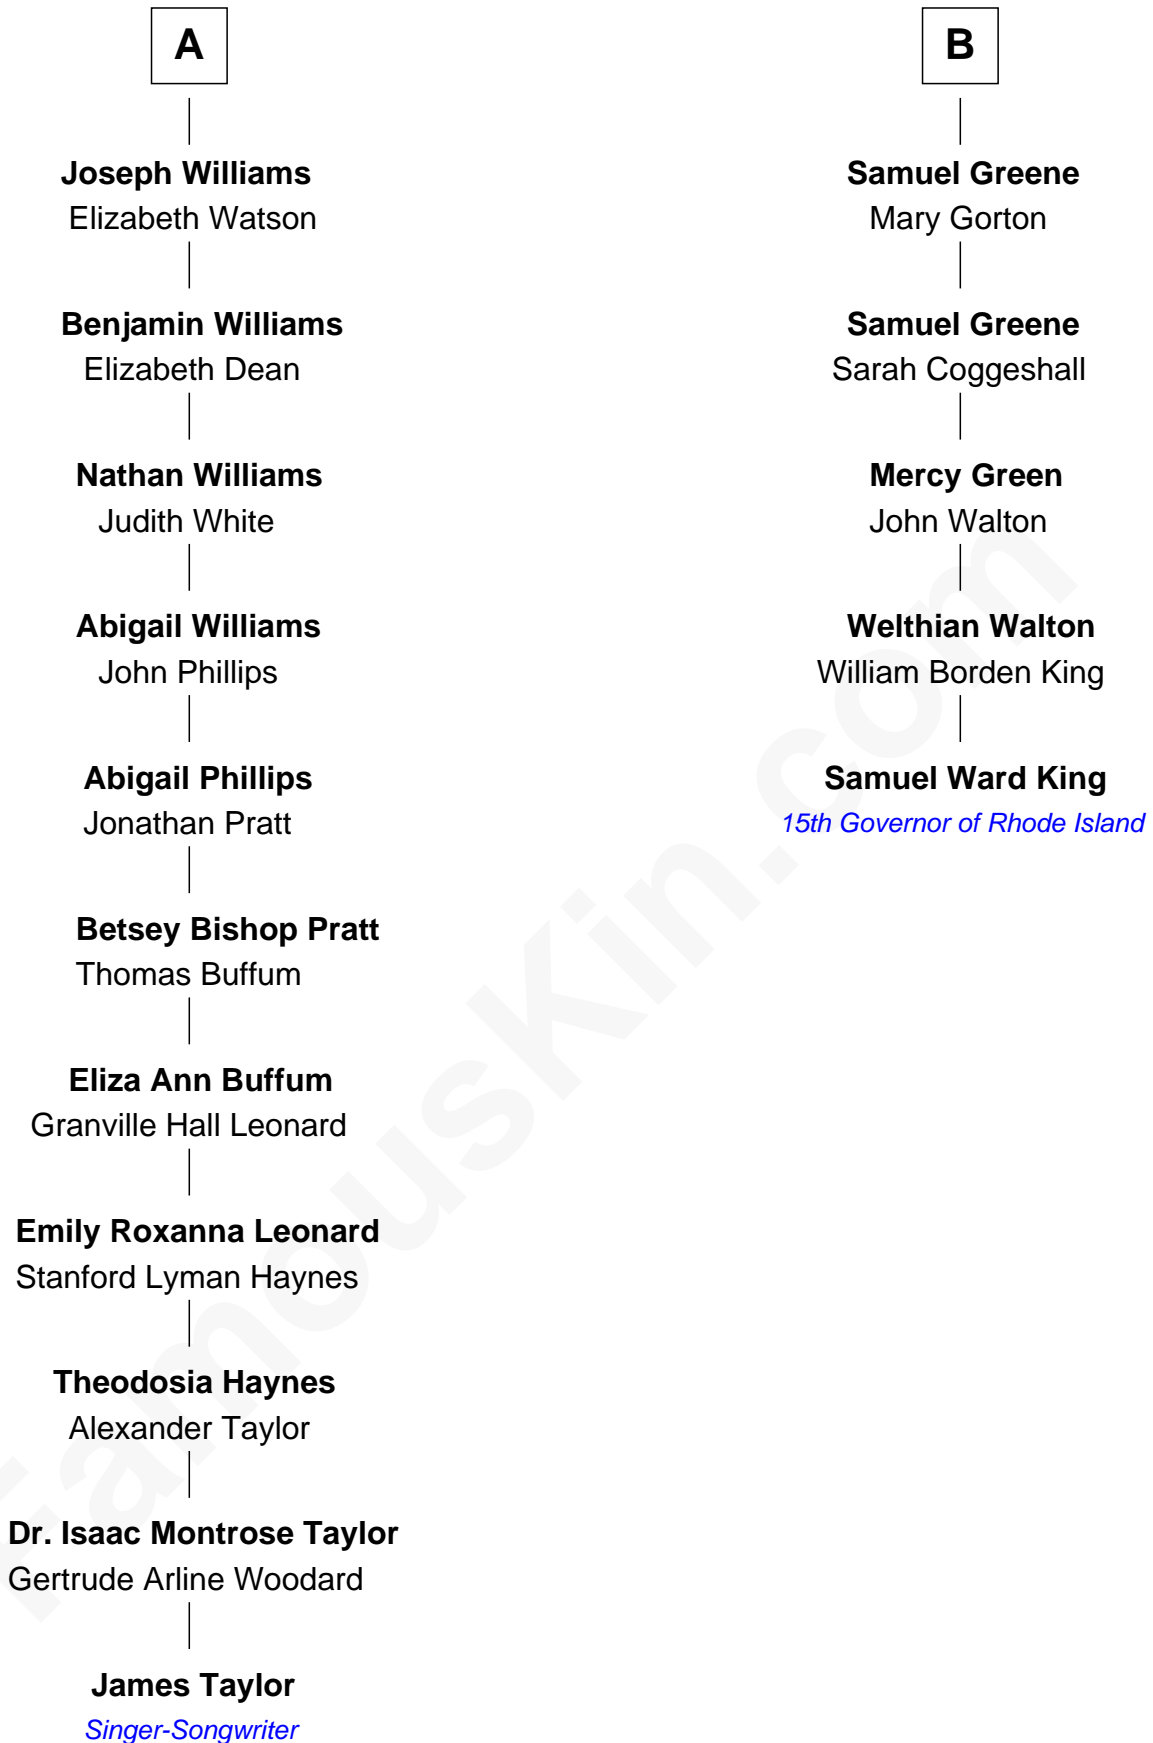 A
Joseph Williams
Elizabeth Watson
Benjamin Williams
Elizabeth Dean
Nathan Williams
Judith White
Abigail Williams
John Phillips
Abigail Phillips
Jonathan Pratt
Betsey Bishop Pratt
Thomas Buffum
Eliza Ann Buffum
Granville Hall Leonard
Emily Roxanna Leonard
Stanford Lyman Haynes
Theodosia Haynes
Alexander Taylor
Dr. Isaac Montrose Taylor
Gertrude Arline Woodard
James Taylor
Singer-Songwriter
B
Samuel Greene
Mary Gorton
Samuel Greene
Sarah Coggeshall
Mercy Green
John Walton
Welthian Walton
William Borden King
Samuel Ward King
15th Governor of Rhode Island
FamousKin.com